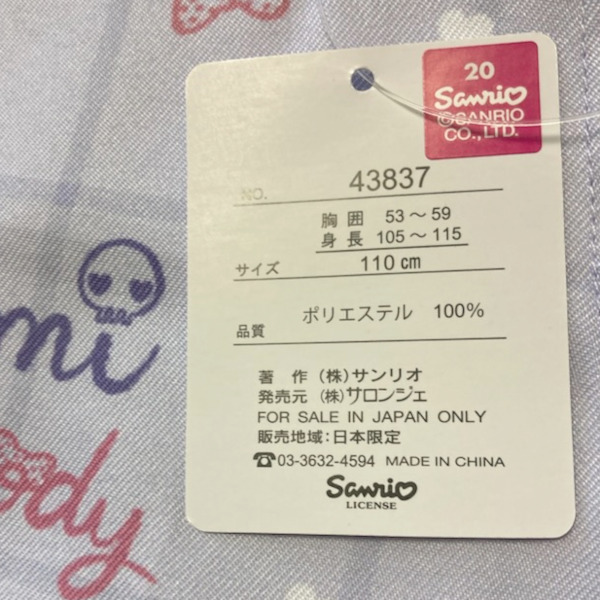 20
Sanrio
©SANRIO
CO.,LTD.
NO. 43837
胸囲 53～59
身長 105～115
サイズ 110㎝
品質 ポリエステル 100%
著 作 (株)サンリオ
発売元 (株)サロンジェ
FOR SALE IN JAPAN ONLY
販売地域:日本限定
☎03-3632-4594 MADE IN CHINA
Sanrio
LICENSE
mi
ody